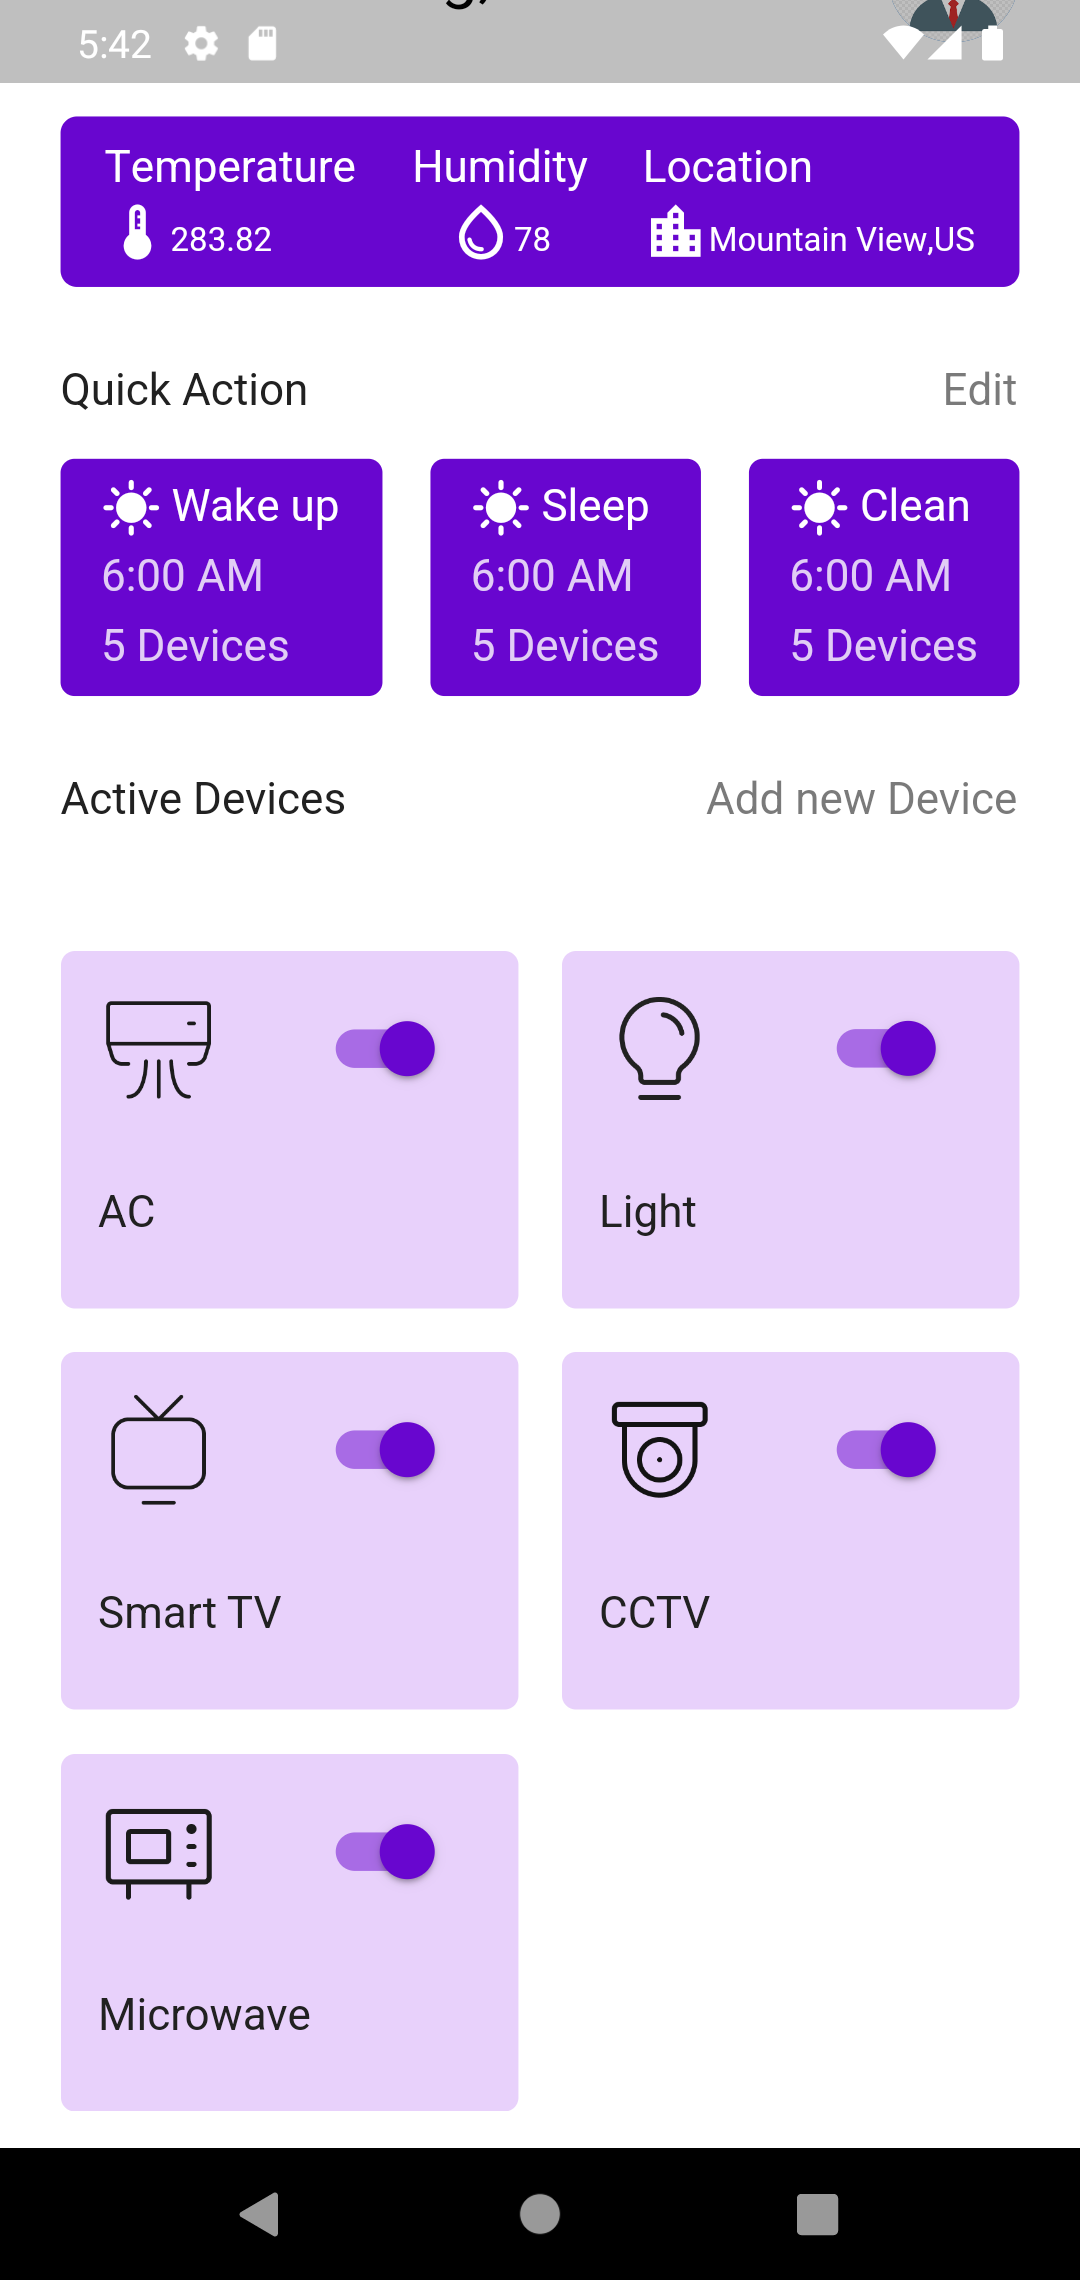 5:42
Temperature Humidity Location
283.82 78 Mountain View,US
Quick Action Edit
Wake up Sleep Clean
6:00 AM 6:00 AM 6:00 AM
5 Devices 5 Devices 5 Devices
Active Devices Add new Device
AC Light
Smart TV CCTV
Microwave